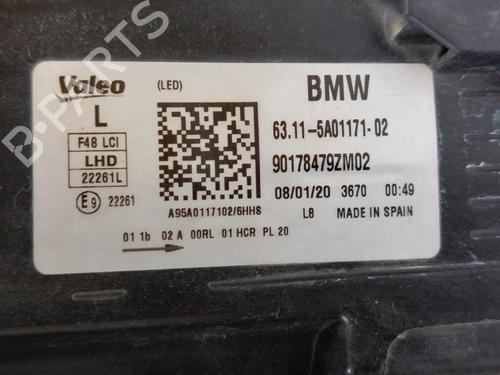 Valeo
(LED)
BMW
L
F48 LCI
LHD
22261L
E9 22261
63.11-5A01171-02
90178479ZM02
08/01/20 3670 00:49
A95A0117102/6HHS
L8 MADE IN SPAIN
01 1b 02 A 00RL 01 HCR PL 20
B-PARTS